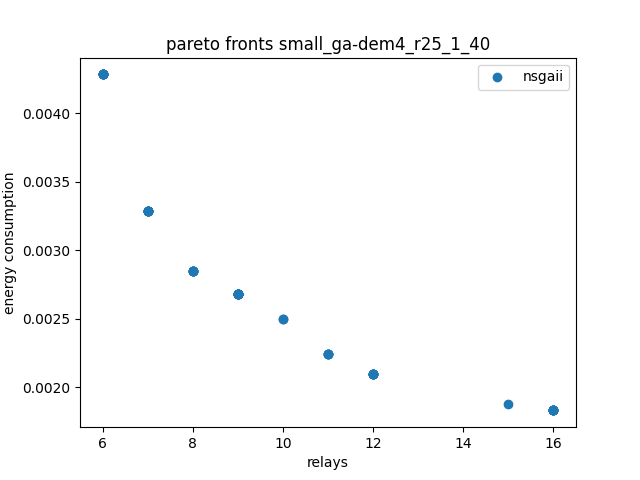 pareto fronts small_ga-dem4_r25_1_40
nsgaii
energy consumption
0.0040
0.0035
0.0030
0.0025
0.0020
6 8 10 12 14 16
relays